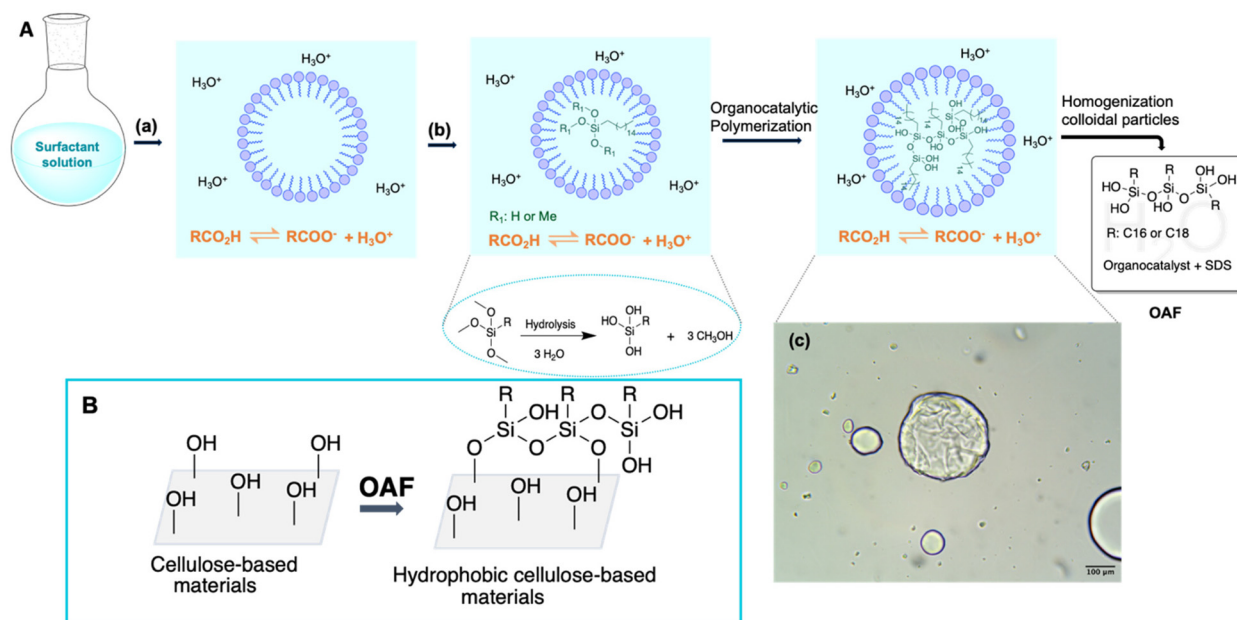 A
Surfactant
solution
(a)
H₃O⁺
H₃O⁺
H₃O⁺
H₃O⁺
RCO₂H ⇌ RCOO⁻ + H₃O⁺
(b)
H₃O⁺
H₃O⁺
H₃O⁺
H₃O⁺
R₁ O
R₁ O Si 14
O
R₁
R₁: H or Me
RCO₂H ⇌ RCOO⁻ + H₃O⁺
Organocatalytic
Polymerization
H₃O⁺
H₃O⁺
H₃O⁺
H₃O⁺
RCO₂H ⇌ RCOO⁻ + H₃O⁺
Homogenization
colloidal particles
R R OH
HO Si Si Si OH
HO O HO O R
H₂O
R: C16 or C18
Organocatalyst + SDS
OAF
O R
O Si
O
Hydrolysis
3 H₂O
OH
HO Si R
OH
+ 3 CH₃OH
B
OH OH
OH OH OH
Cellulose-based
materials
OAF
R R R
OH O OH
Si Si Si
O O O OH
OH OH OH
Hydrophobic cellulose-based
materials
(c)
100 μm